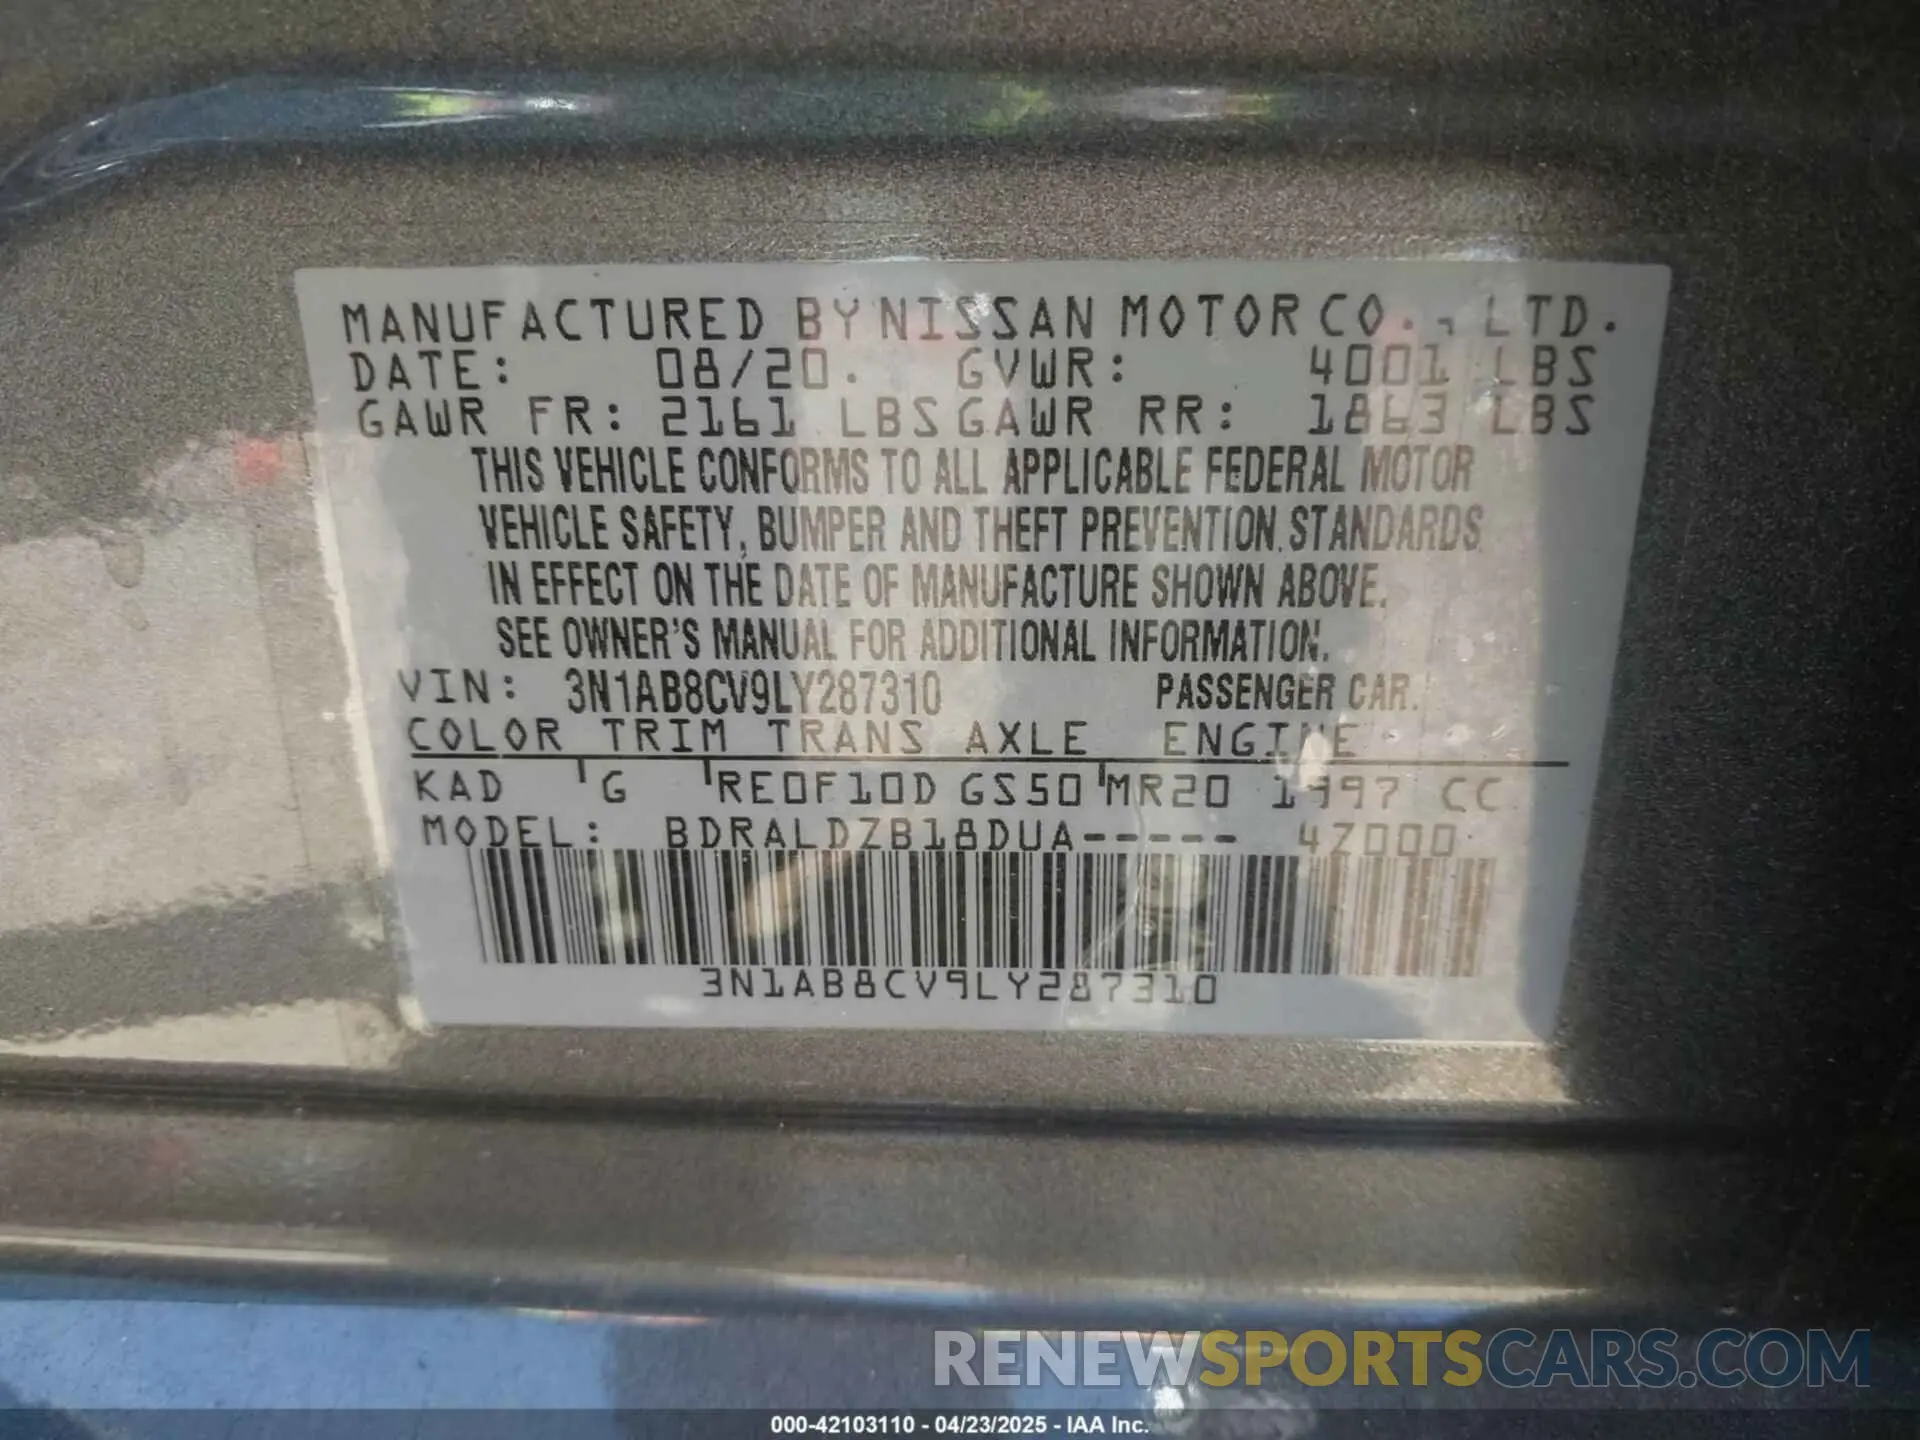 MANUFACTURED BY NISSAN MOTOR CO., LTD.
DATE: 08/20. GVWR: 4001 LBS
GAWR FR: 2161 LBS GAWR RR: 1863 LBS
THIS VEHICLE CONFORMS TO ALL APPLICABLE FEDERAL MOTOR
VEHICLE SAFETY, BUMPER AND THEFT PREVENTION STANDARDS
IN EFFECT ON THE DATE OF MANUFACTURE SHOWN ABOVE.
SEE OWNER'S MANUAL FOR ADDITIONAL INFORMATION.
VIN: 3N1AB8CV9LY287310 PASSENGER CAR.
COLOR TRIM TRANS AXLE ENGINE
KAD G RE0F10D GS50 MR20 1997 CC
MODEL: BDRALDZB18DUA----- 4Z000
3N1AB8CV9LY287310
RENEWSPORTSCARS.COM
000-42103110 - 04/23/2025 - IAA Inc.